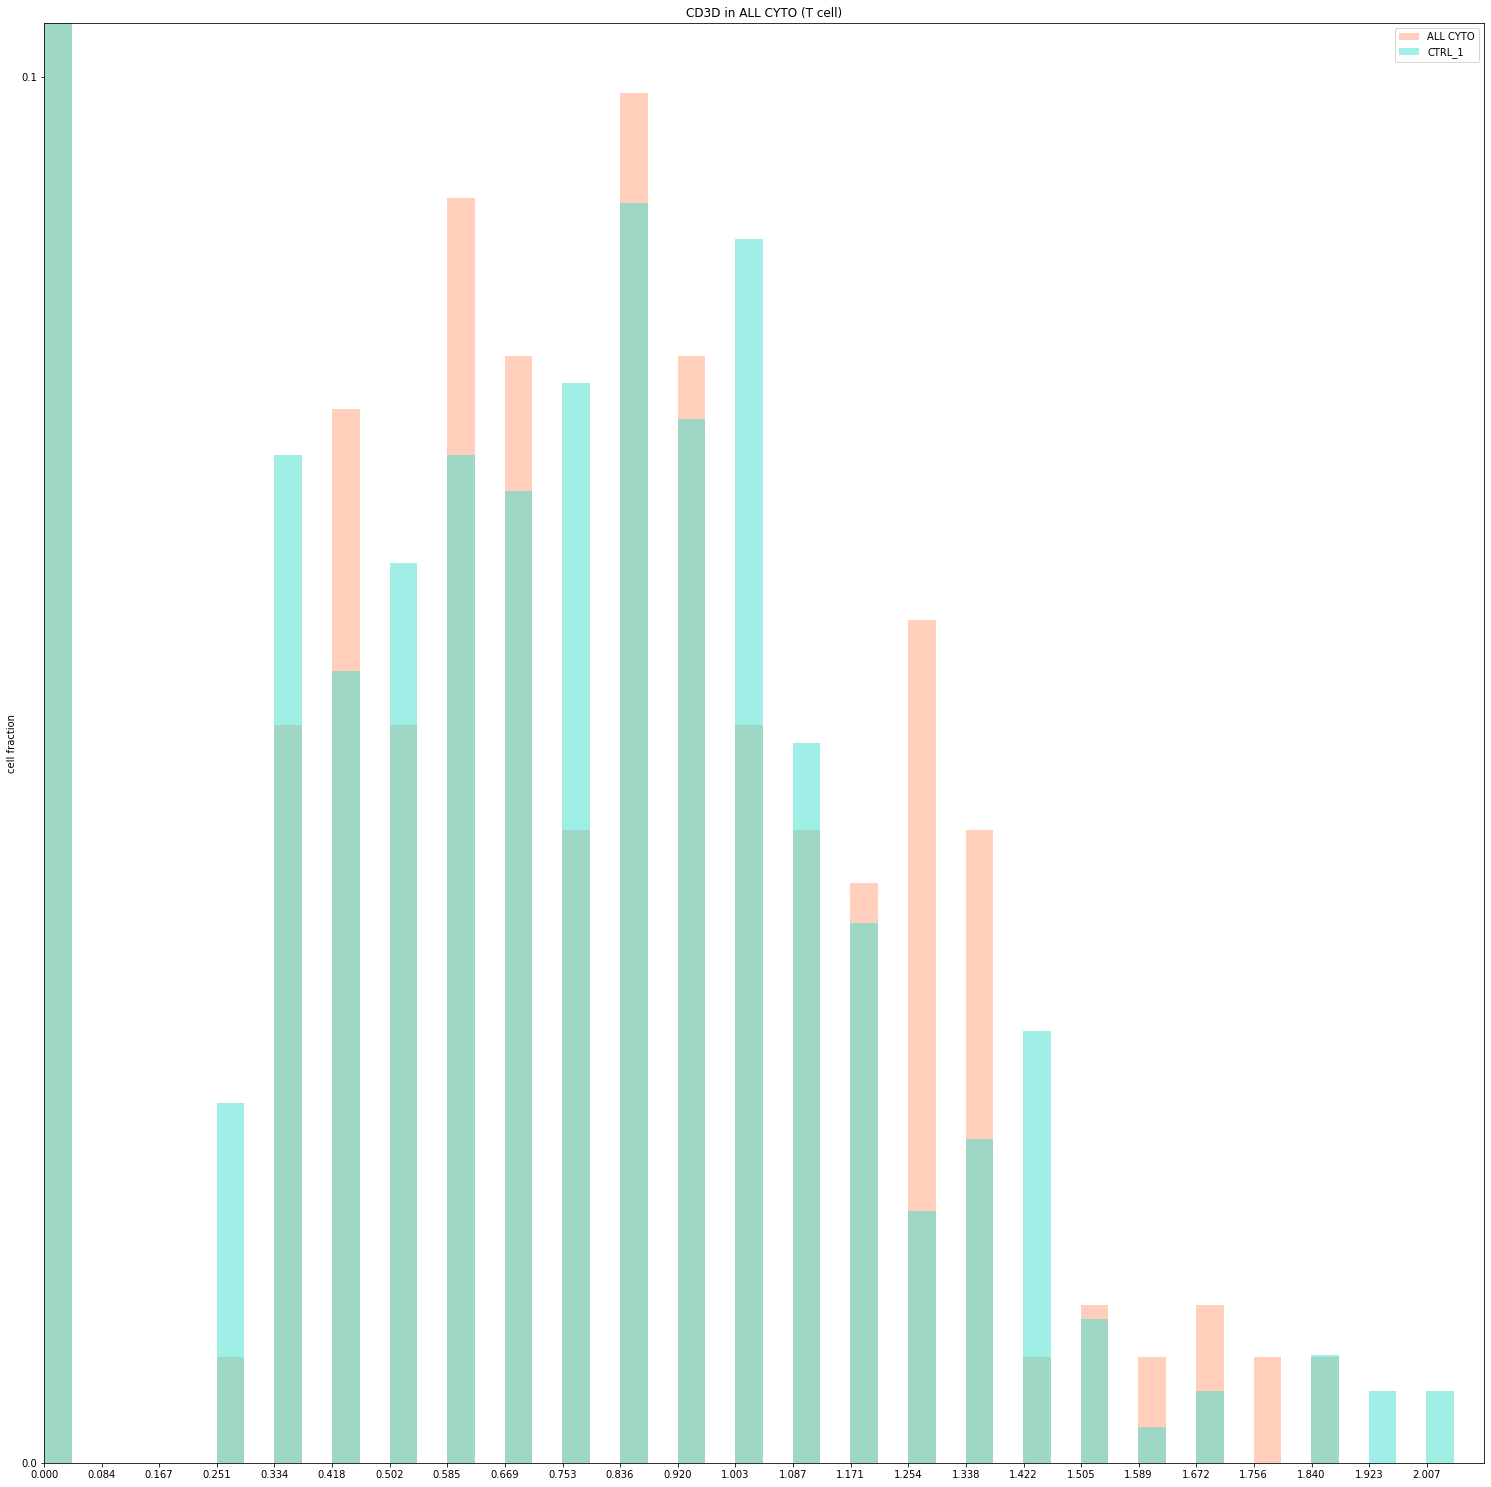 CD3D in ALL CYTO (T cell)
ALL CYTO
CTRL_1
0.1
cell fraction
0.0
0.000 0.084 0.167 0.251 0.334 0.418 0.502 0.585 0.669 0.753 0.836 0.920 1.003 1.087 1.171 1.254 1.338 1.422 1.505 1.589 1.672 1.756 1.840 1.923 2.007